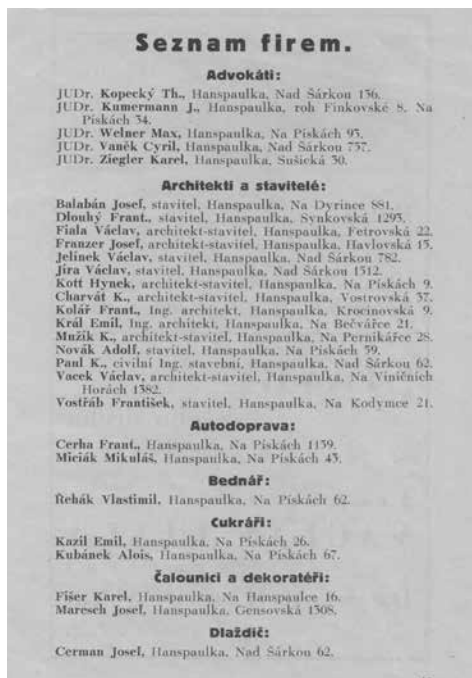 Seznam firem.
Advokáti:
JUDr. Kopecký Th., Hanspaulka, Nad Šárkou 136.
JUDr. Kumermann J., Hanspaulka, roh Finkovské 8. Na
Pískách 34.
JUDr. Welner Max, Hanspaulka, Na Pískách 93.
JUDr. Vaněk Cyril, Hanspaulka, Nad Šárkou 737.
JUDr. Ziegler Karel, Hanspaulka, Sušická 30.
Architekti a stavitelé:
Balabán Josef, stavitel, Hanspaulka, Na Dyrince 881.
Dlouhý Frant., stavitel, Hanspaulka, Synkovská 1293.
Fiala Václav, architekt-stavitel, Hanspaulka, Fetrovská 22.
Franzer Josef, architekt-stavitel, Hanspaulka, Havlovská 15.
Jelínek Václav, stavitel, Hanspaulka, Nad Šárkou 782.
Jíra Václav, stavitel, Hanspaulka, Nad Šárkou 1312.
Kott Hynek, architekt-stavitel, Hanspaulka, Na Pískách 9.
Charvát K., architekt-stavitel, Hanspaulka, Vostrovská 37.
Kolář Frant., Ing. architekt, Hanspaulka, Krocínovská 9.
Král Emil, Ing. architekt, Hanspaulka, Na Bečvářce 21.
Mužík K., architekt-stavitel, Hanspaulka, Na Pernikářce 28.
Novák Adolf, stavitel, Hanspaulka, Na Pískách 39.
Paul K., civilní Ing. stavební, Hanspaulka, Nad Šárkou 62.
Vacek Václav, architekt-stavitel, Hanspaulka, Na Viničních
Horách 1382.
Vostřáb František, stavitel, Hanspaulka, Na Kodymce 21.
Autodoprava:
Cerha Frant., Hanspaulka, Na Pískách 1139.
Miciák Mikuláš, Hanspaulka, Na Pískách 43.
Bednář:
Řehák Vlastimil, Hanspaulka, Na Pískách 62.
Cukráři:
Kazil Emil, Hanspaulka, Na Pískách 26.
Kubánek Alois, Hanspaulka, Na Pískách 67.
Čalouníci a dekoratéři:
Fišer Karel, Hanspaulka, Na Hanspaulce 16.
Maresch Josef, Hanspaulka, Gensovská 1308.
Dlaždič:
Cerman Josef, Hanspaulka, Nad Šárkou 62.